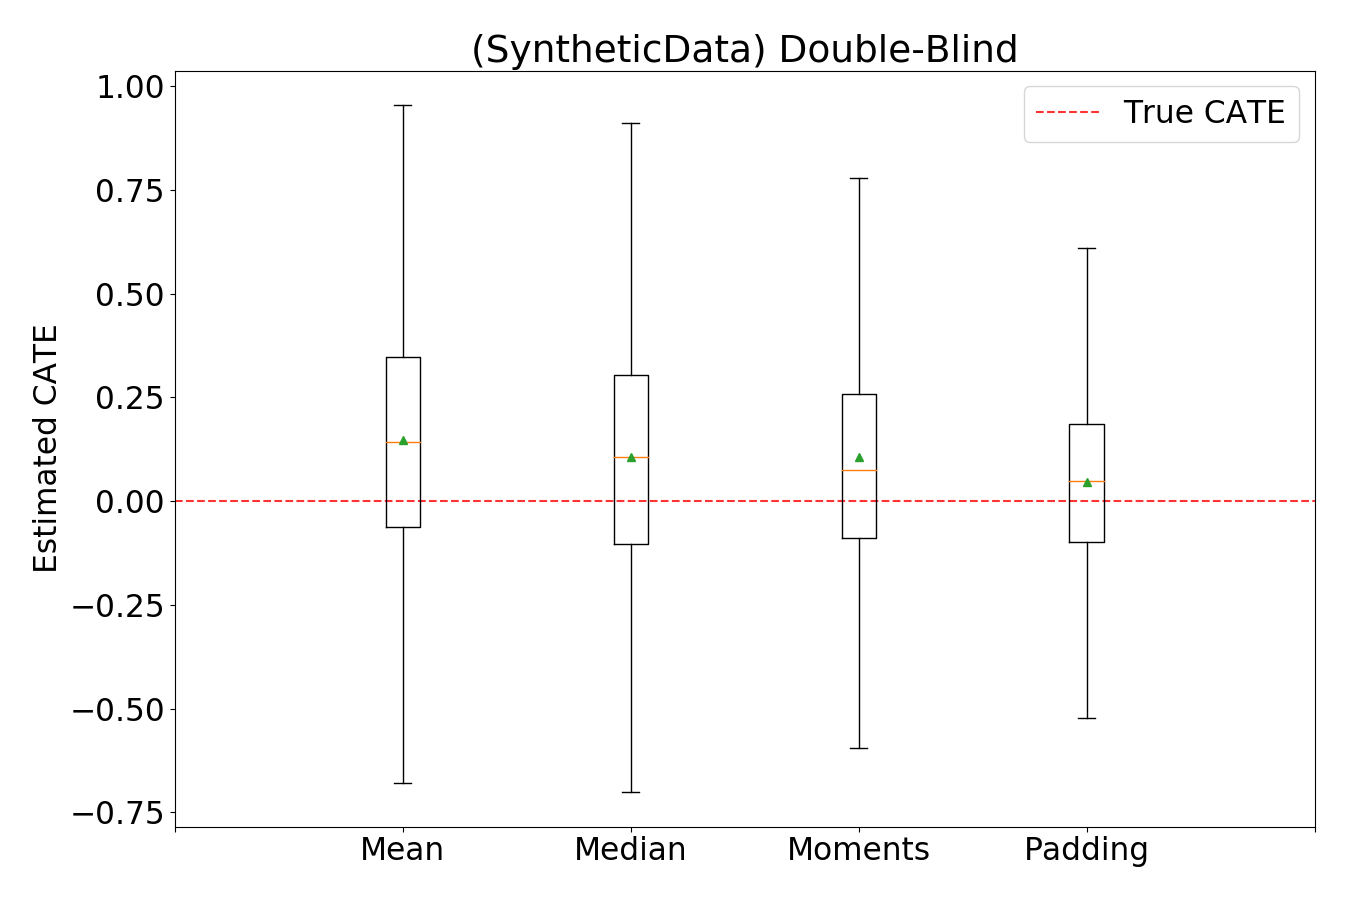 (SyntheticData) Double-Blind
True CATE
Estimated CATE
1.00
0.75
0.50
0.25
0.00
−0.25
−0.50
−0.75
Mean Median Moments Padding